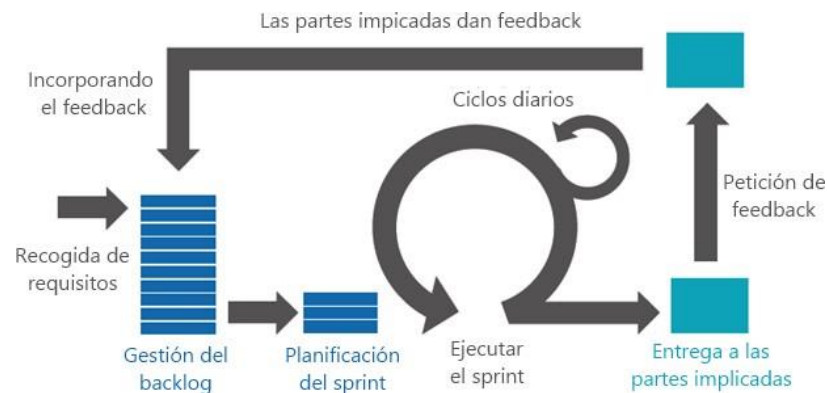 Las partes impicadas dan feedback
Incorporando
el feedback
Ciclos diarios
Petición de
feedback
Recogida de
requisitos
Gestión del
backlog
Planificación
del sprint
Ejecutar
el sprint
Entrega a las
partes implicadas